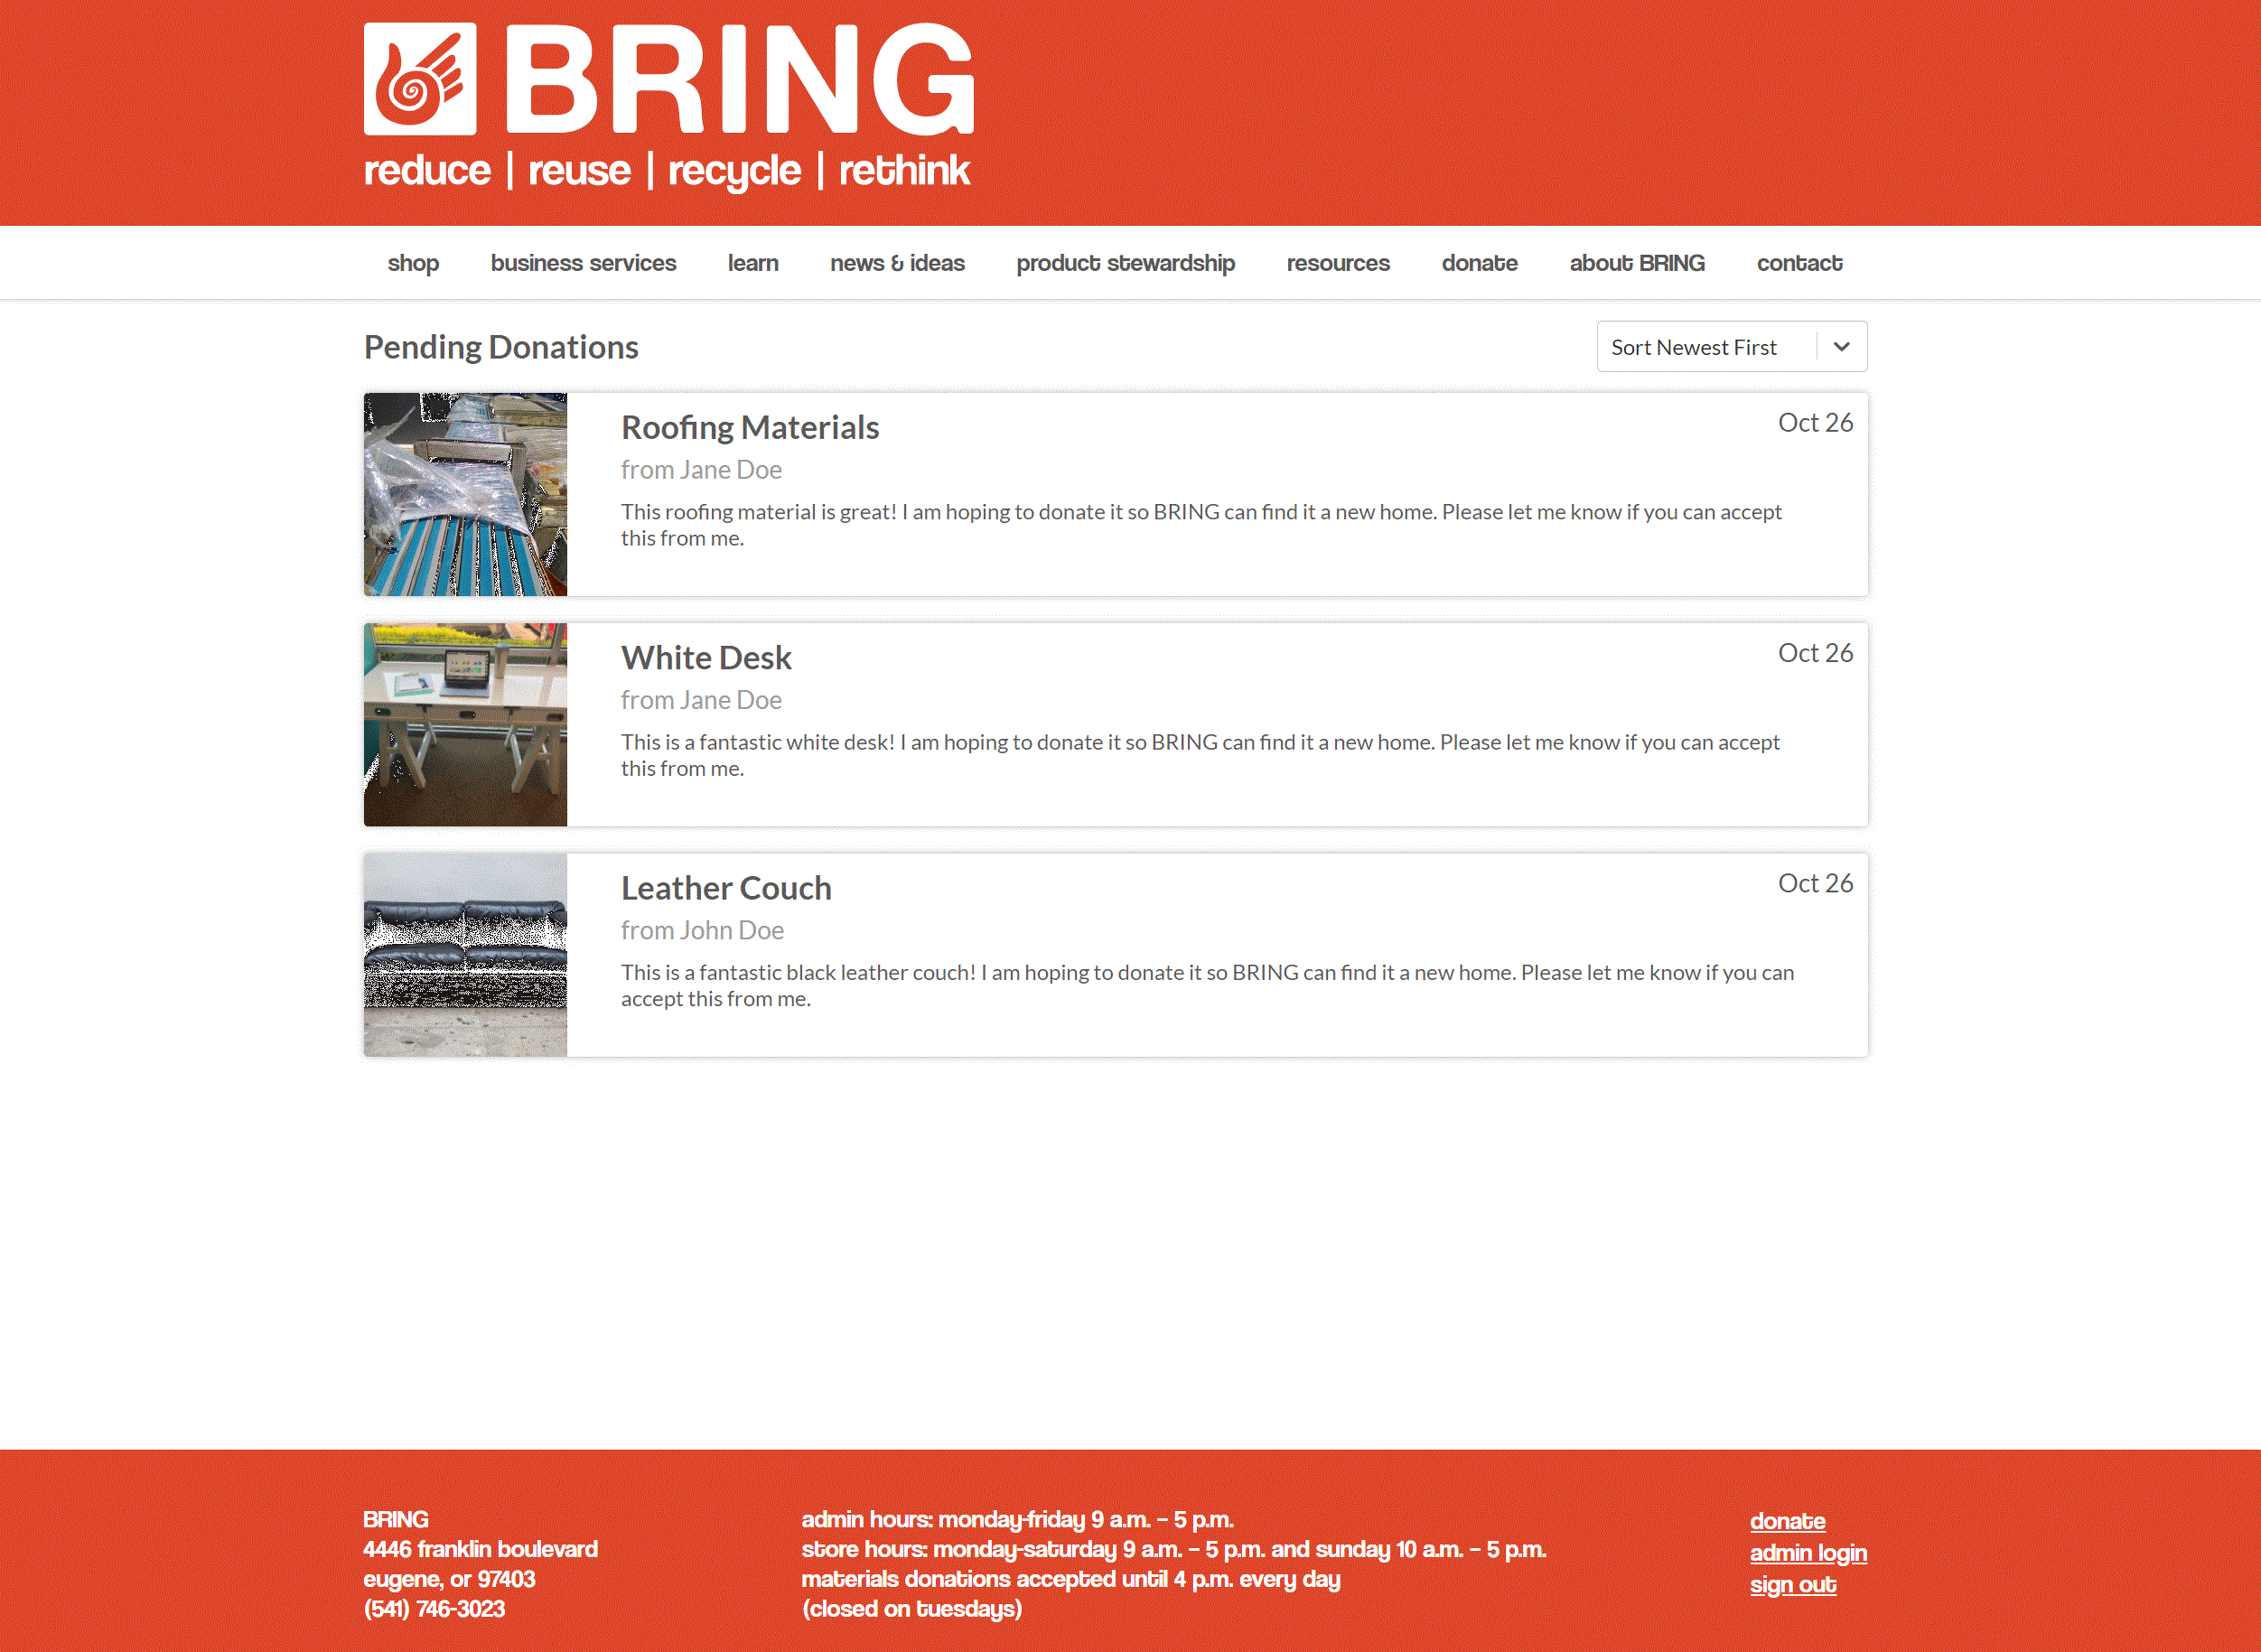 BRING
reduce | reuse | recycle | rethink
shop business services learn news & ideas product stewardship resources donate about BRING contact
Pending Donations
Sort Newest First
Roofing Materials
Oct 26
from Jane Doe
This roofing material is great! I am hoping to donate it so BRING can find it a new home. Please let me know if you can accept
this from me.
White Desk
Oct 26
from Jane Doe
This is a fantastic white desk! I am hoping to donate it so BRING can find it a new home. Please let me know if you can accept
this from me.
Leather Couch
Oct 26
from John Doe
This is a fantastic black leather couch! I am hoping to donate it so BRING can find it a new home. Please let me know if you can
accept this from me.
BRING
4446 franklin boulevard
eugene, or 97403
(541) 746-3023
admin hours: monday-friday 9 a.m. – 5 p.m.
store hours: monday-saturday 9 a.m. – 5 p.m. and sunday 10 a.m. – 5 p.m.
materials donations accepted until 4 p.m. every day
(closed on tuesdays)
donate
admin login
sign out